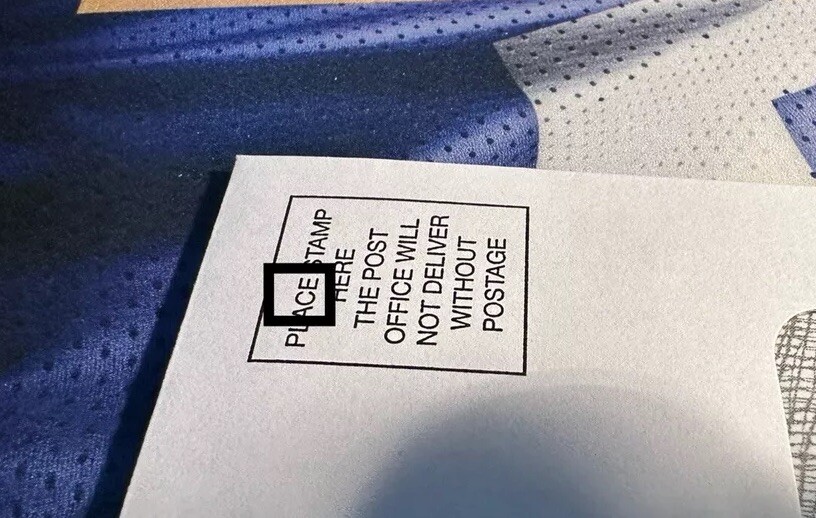 PLACE STAMP
HERE
THE POST
OFFICE WILL
NOT DELIVER
WITHOUT
POSTAGE